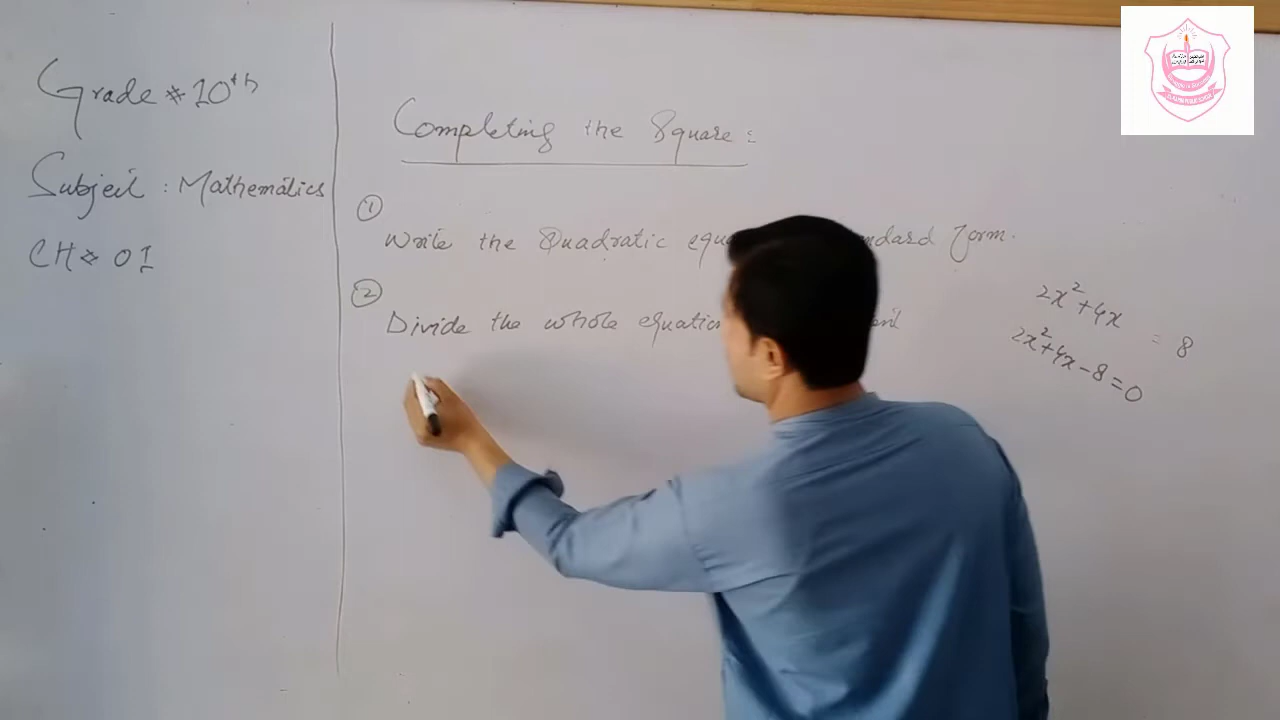 Grade # 10th
Subject : Mathematics
CH # 01
Completing the Square :
1
Write the Quadratic equ ndard form.
2
Divide the whole equation
2x² + 4x = 8
2x² + 4x - 8 = 0